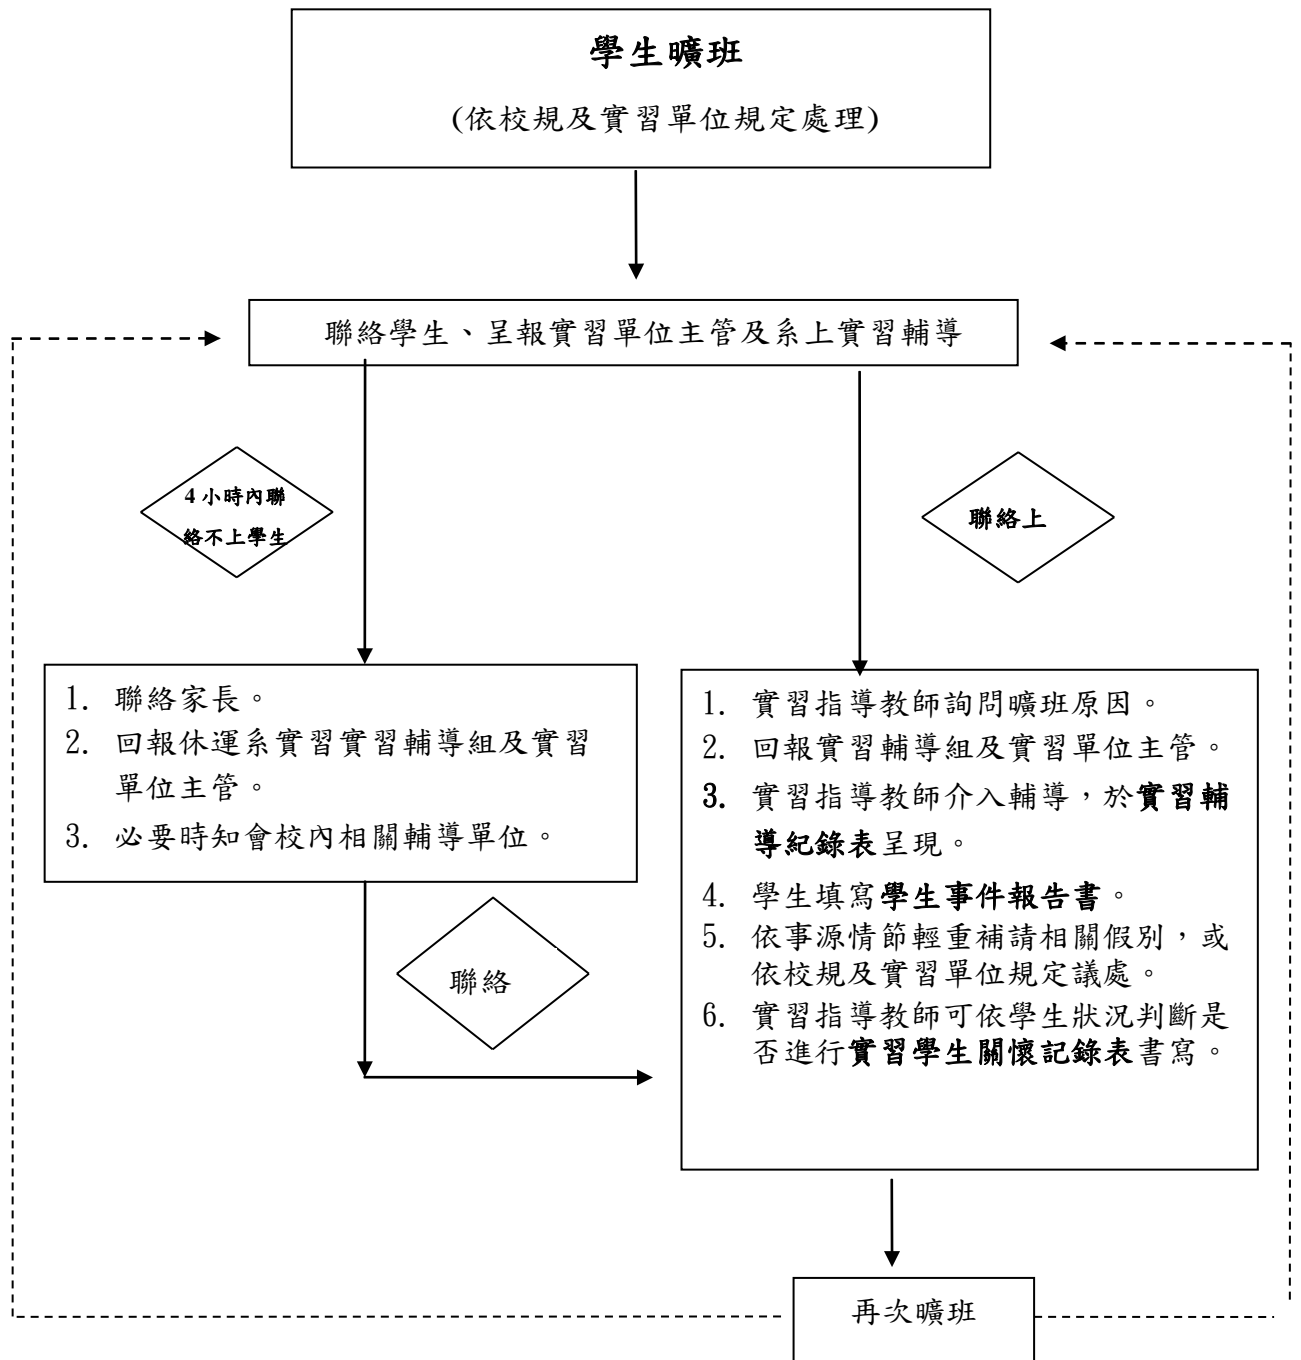 學生曠班
(依校規及實習單位規定處理)
聯絡學生、呈報實習單位主管及系上實習輔導
4 小時內聯
絡不上學生
聯絡上
1. 聯絡家長。
2. 回報休運系實習實習輔導組及實習
單位主管。
3. 必要時知會校內相關輔導單位。
聯絡
1. 實習指導教師詢問曠班原因。
2. 回報實習輔導組及實習單位主管。
3. 實習指導教師介入輔導，於實習輔
導紀錄表呈現。
4. 學生填寫學生事件報告書。
5. 依事源情節輕重補請相關假別，或
依校規及實習單位規定議處。
6. 實習指導教師可依學生狀況判斷是
否進行實習學生關懷記錄表書寫。
再次曠班